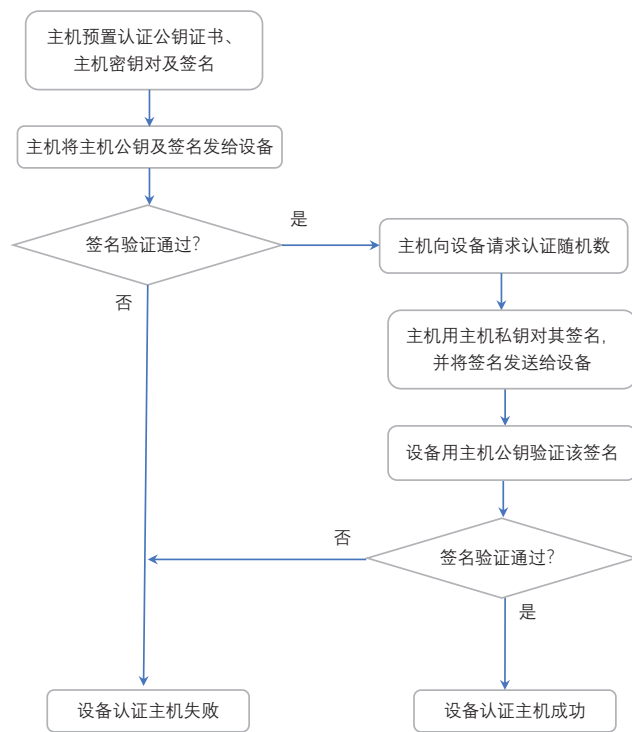 主机预置认证公钥证书、
主机密钥对及签名
主机将主机公钥及签名发给设备
签名验证通过？
是
主机向设备请求认证随机数
否
主机用主机私钥对其签名，
并将签名发送给设备
设备用主机公钥验证该签名
否
签名验证通过？
是
设备认证主机失败
设备认证主机成功